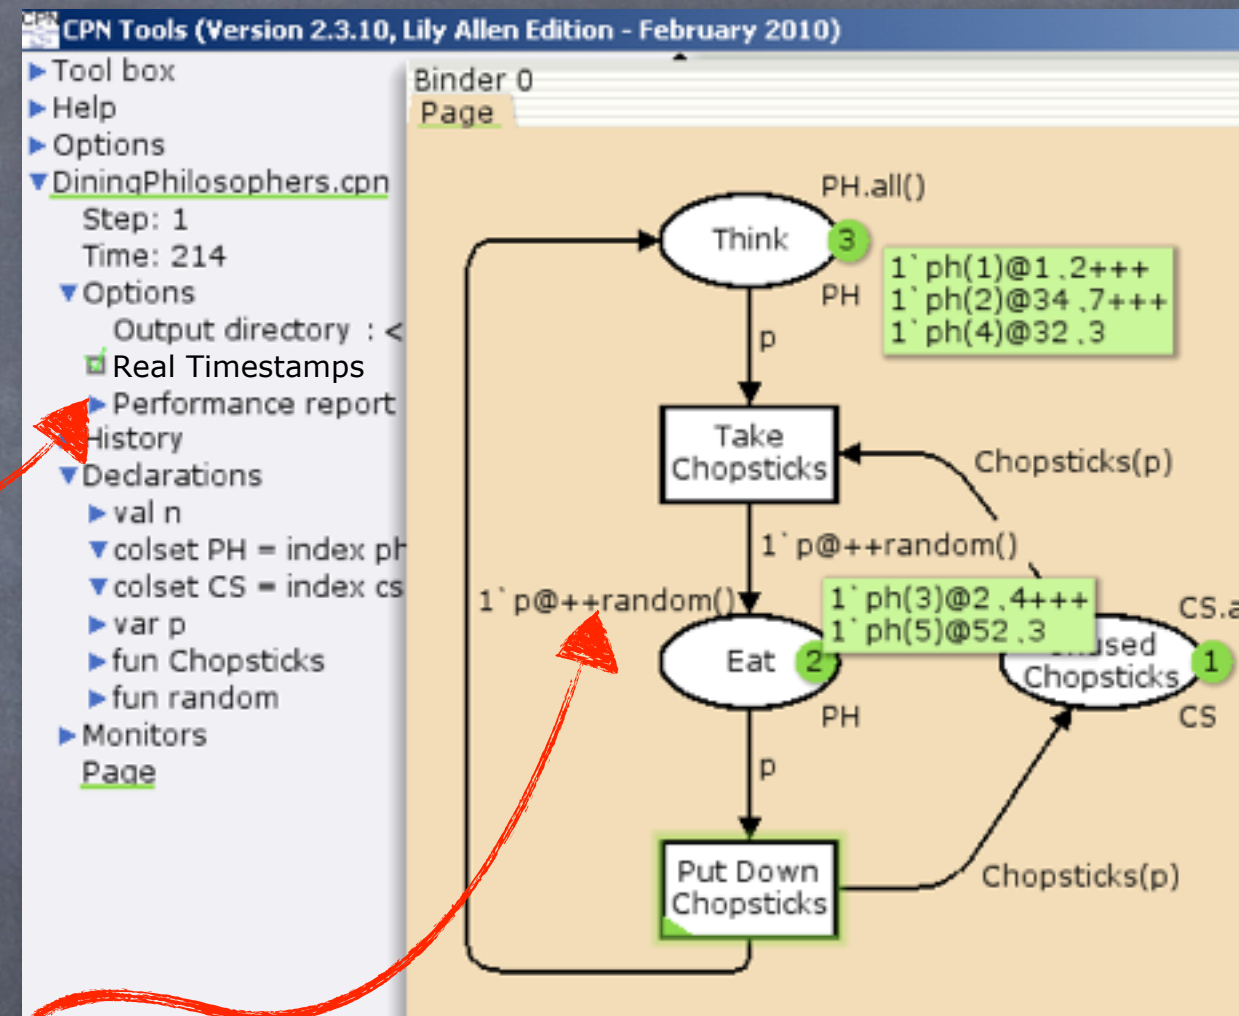 CPN Tools (Version 2.3.10, Lily Allen Edition - February 2010)
Tool box
Help
Options
DiningPhilosophers.cpn
Step: 1
Time: 214
Options
Output directory : <
Real Timestamps
Performance report
History
Declarations
val n
colset PH = index ph
colset CS = index cs
var p
fun Chopsticks
fun random
Monitors
Page
Binder 0
Page
PH.all()
Think
3
PH
1`ph(1)@1.2+++
1`ph(2)@34.7+++
1`ph(4)@32.3
p
Take
Chopsticks
Chopsticks(p)
1`p@++random()
1`p@++random()
1`ph(3)@2.4+++
1`ph(5)@52.3
CS.a
Eat
2
PH
Chopsticks
1
CS
p
Put Down
Chopsticks
Chopsticks(p)